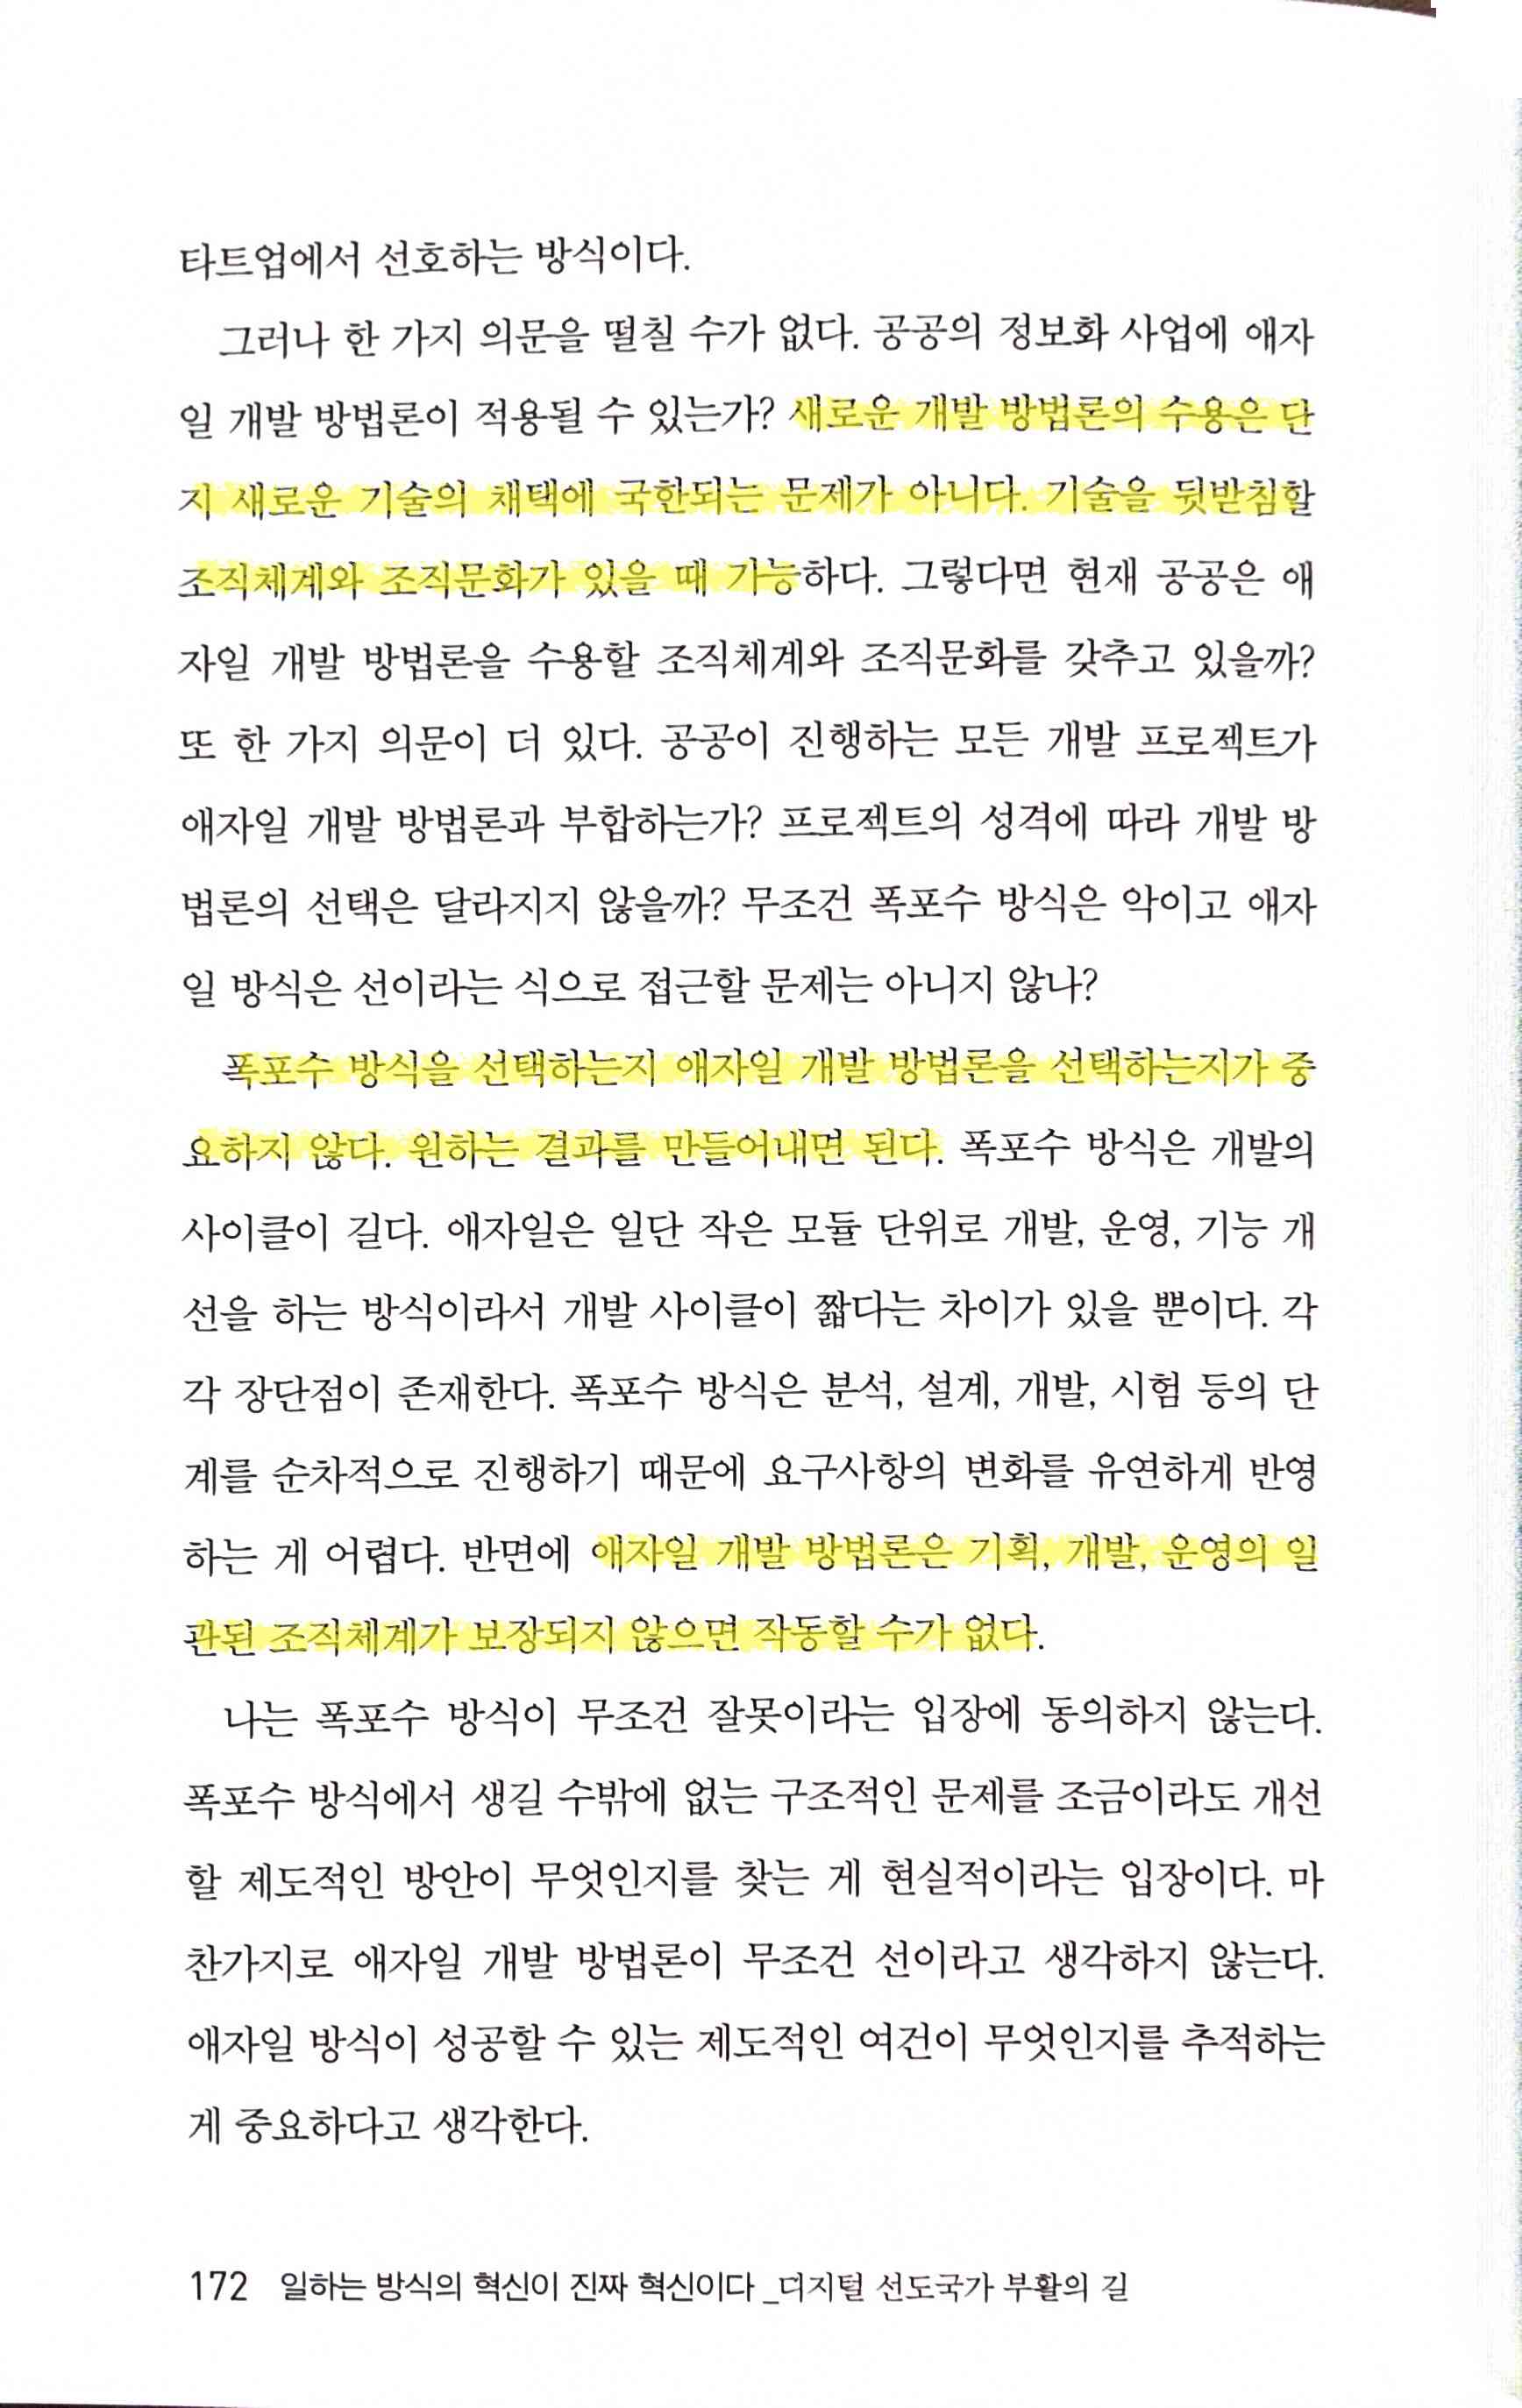 타트업에서 선호하는 방식이다.
그러나 한 가지 의문을 떨칠 수가 없다. 공공의 정보화 사업에 애자
일 개발 방법론이 적용될 수 있는가? 새로운 개발 방법론의 수용은 단
지 새로운 기술의 채택에 국한되는 문제가 아니다. 기술을 뒷받침할
조직체계와 조직문화가 있을 때 가능하다. 그렇다면 현재 공공은 애
자일 개발 방법론을 수용할 조직체계와 조직문화를 갖추고 있을까?
또 한 가지 의문이 더 있다. 공공이 진행하는 모든 개발 프로젝트가
애자일 개발 방법론과 부합하는가? 프로젝트의 성격에 따라 개발 방
법론의 선택은 달라지지 않을까? 무조건 폭포수 방식은 악이고 애자
일 방식은 선이라는 식으로 접근할 문제는 아니지 않나?
폭포수 방식을 선택하는지 애자일 개발 방법론을 선택하는지가 중
요하지 않다. 원하는 결과를 만들어내면 된다. 폭포수 방식은 개발의
사이클이 길다. 애자일은 일단 작은 모듈 단위로 개발, 운영, 기능 개
선을 하는 방식이라서 개발 사이클이 짧다는 차이가 있을 뿐이다. 각
각 장단점이 존재한다. 폭포수 방식은 분석, 설계, 개발, 시험 등의 단
계를 순차적으로 진행하기 때문에 요구사항의 변화를 유연하게 반영
하는 게 어렵다. 반면에 애자일 개발 방법론은 기획, 개발, 운영의 일
관된 조직체계가 보장되지 않으면 작동할 수가 없다.
나는 폭포수 방식이 무조건 잘못이라는 입장에 동의하지 않는다.
폭포수 방식에서 생길 수밖에 없는 구조적인 문제를 조금이라도 개선
할 제도적인 방안이 무엇인지를 찾는 게 현실적이라는 입장이다. 마
찬가지로 애자일 개발 방법론이 무조건 선이라고 생각하지 않는다.
애자일 방식이 성공할 수 있는 제도적인 여건이 무엇인지를 추적하는
게 중요하다고 생각한다.
172 일하는 방식의 혁신이 진짜 혁신이다 _디지털 선도국가 부활의 길